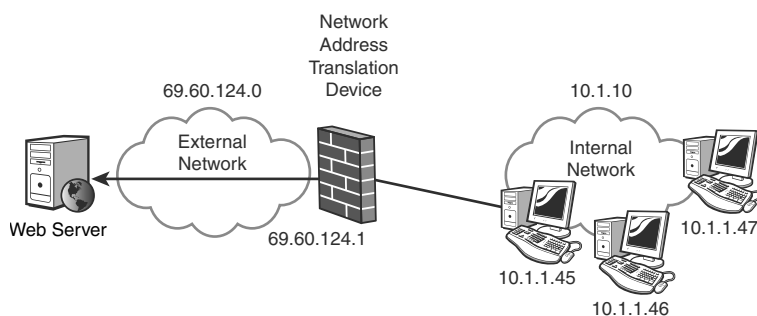 Network
Address
Translation
Device
69.60.124.0
10.1.10
External
Network
Internal
Network
Web Server
69.60.124.1
10.1.1.47
10.1.1.45
10.1.1.46